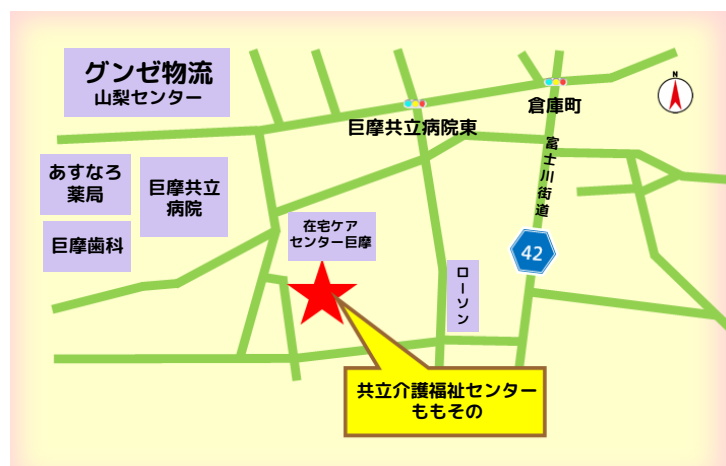 グンゼ物流
山梨センター
N
倉庫町
巨摩共立病院東
富士川街道
あすなろ
薬局
巨摩共立
病院
巨摩歯科
在宅ケア
センター巨摩
42
ローソン
共立介護福祉センター
ももその